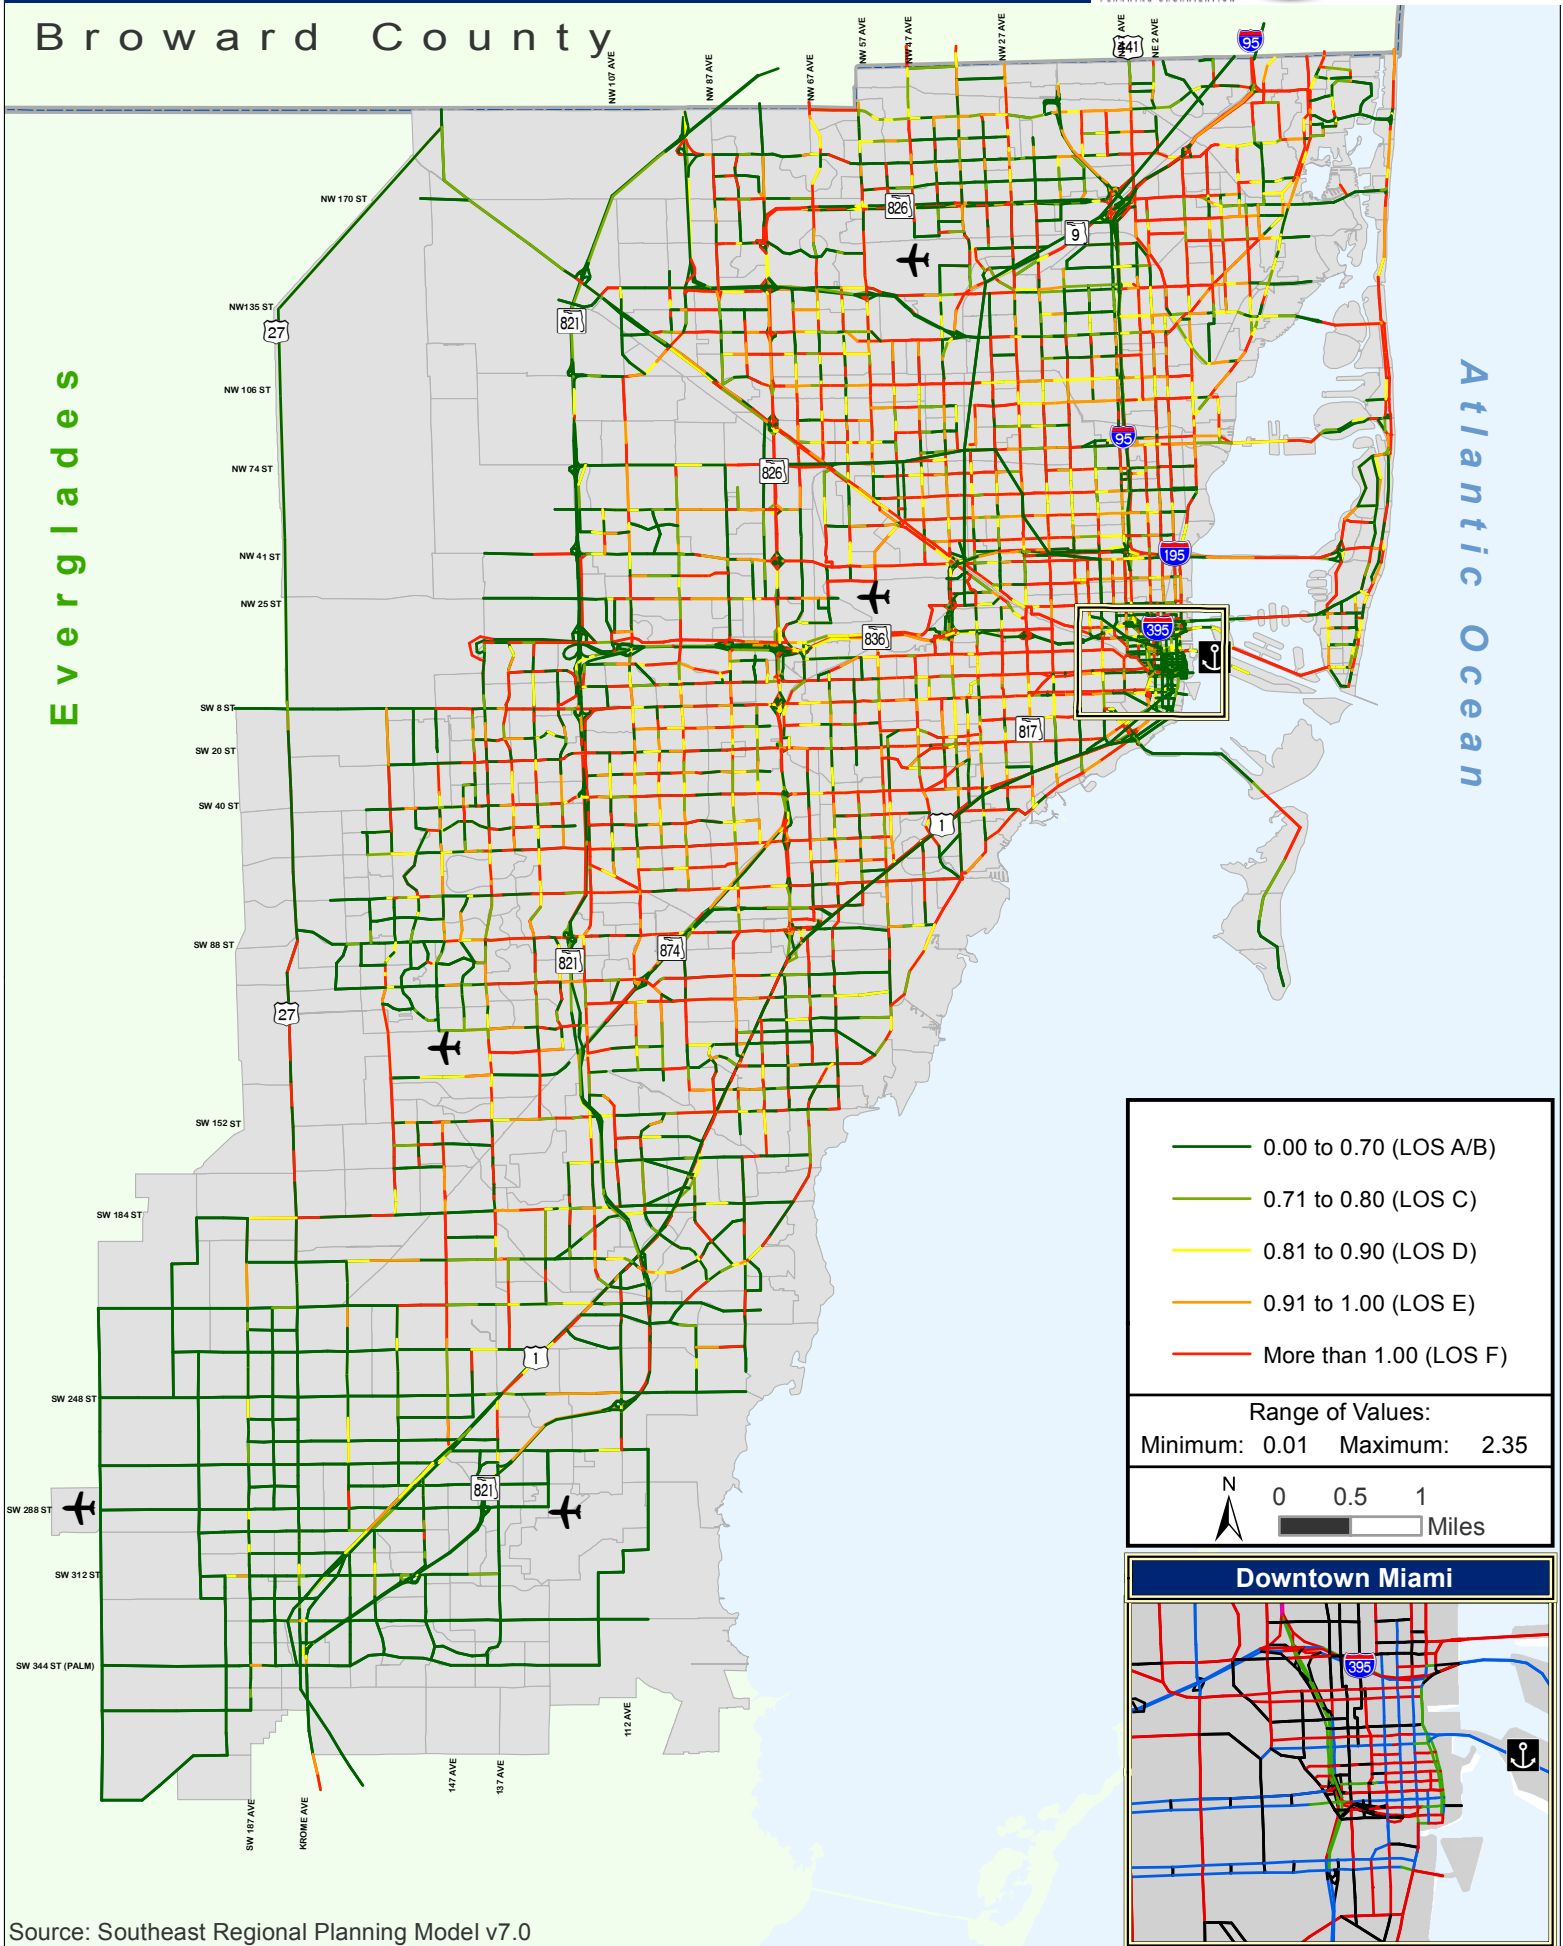 Broward County
NW 107 AVE
NW 87 AVE
NW 67 AVE
NW 57 AVE
NW 47 AVE
NW 27 AVE
441
NE 2 AVE
95
NW 170 ST
826
9
NW135 ST
27
821
NW 106 ST
Everglades
Atlantic Ocean
95
NW 74 ST
826
NW 41 ST
195
NW 25 ST
395
836
SW 8 ST
817
SW 20 ST
SW 40 ST
1
SW 88 ST
874
821
27
SW 152 ST
SW 184 ST
1
SW 248 ST
821
SW 288 ST
SW 312 ST
SW 344 ST (PALM)
112 AVE
147 AVE
137 AVE
SW 187 AVE
KROME AVE
0.00 to 0.70 (LOS A/B)
0.71 to 0.80 (LOS C)
0.81 to 0.90 (LOS D)
0.91 to 1.00 (LOS E)
More than 1.00 (LOS F)
Range of Values:
Minimum: 0.01 Maximum: 2.35
N
0 0.5 1
Miles
Downtown Miami
395
Source: Southeast Regional Planning Model v7.0